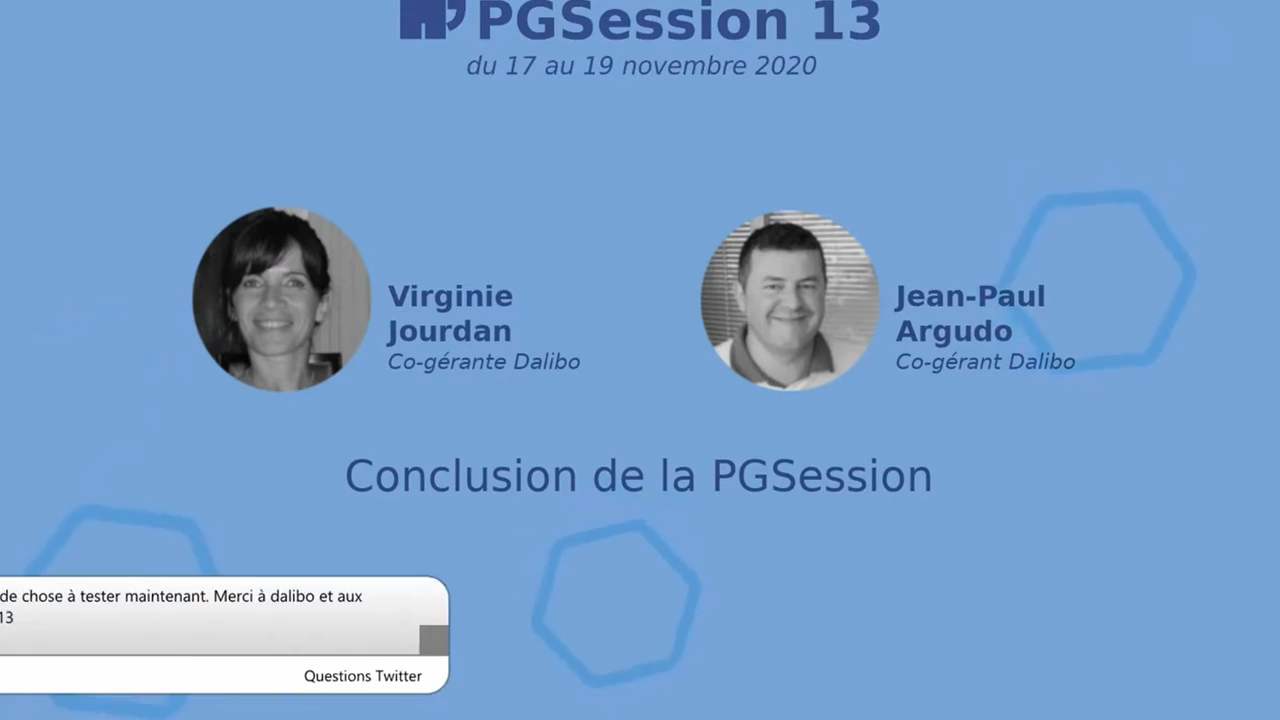 PGSession 13
du 17 au 19 novembre 2020
Virginie
Jourdan
Co-gérante Dalibo
Jean-Paul
Argudo
Co-gérant Dalibo
Conclusion de la PGSession
de chose à tester maintenant. Merci à dalibo et aux
13
Questions Twitter